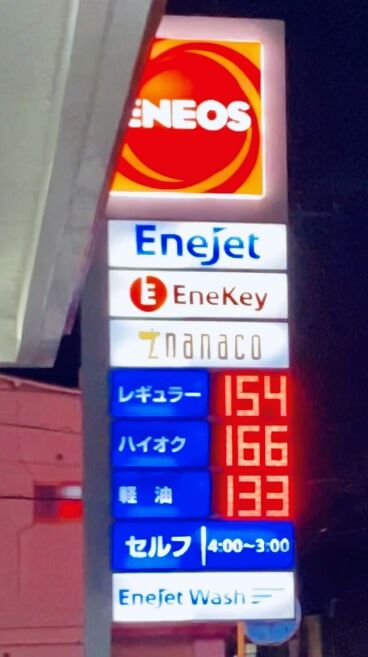 ENEOS
Enejet
EneKey
nanaco
レギュラー 154
ハイオク 166
軽油 133
セルフ 4:00~3:00
Enejet Wash